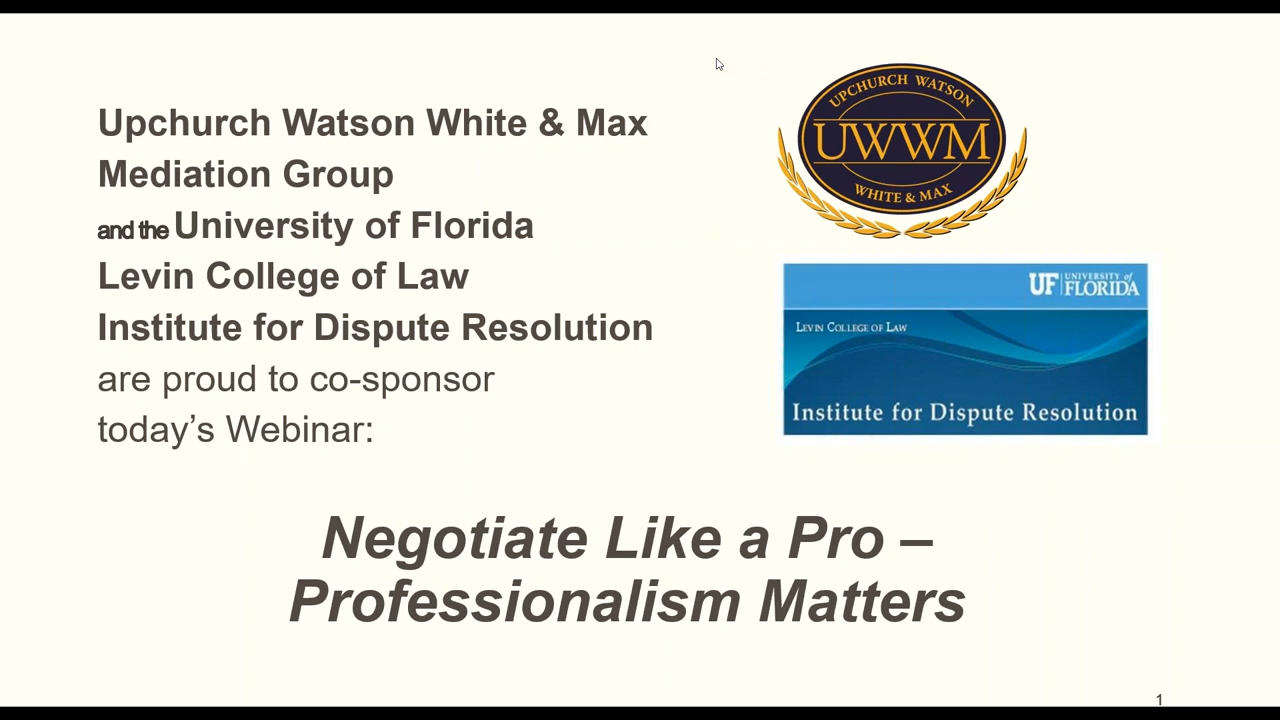 Upchurch Watson White & Max
Mediation Group
and the University of Florida
Levin College of Law
Institute for Dispute Resolution
are proud to co-sponsor
today’s Webinar:
UPCHURCH WATSON
UWWM
WHITE & MAX
UF UNIVERSITY of
FLORIDA
LEVIN COLLEGE OF LAW
Institute for Dispute Resolution
Negotiate Like a Pro –
Professionalism Matters
1